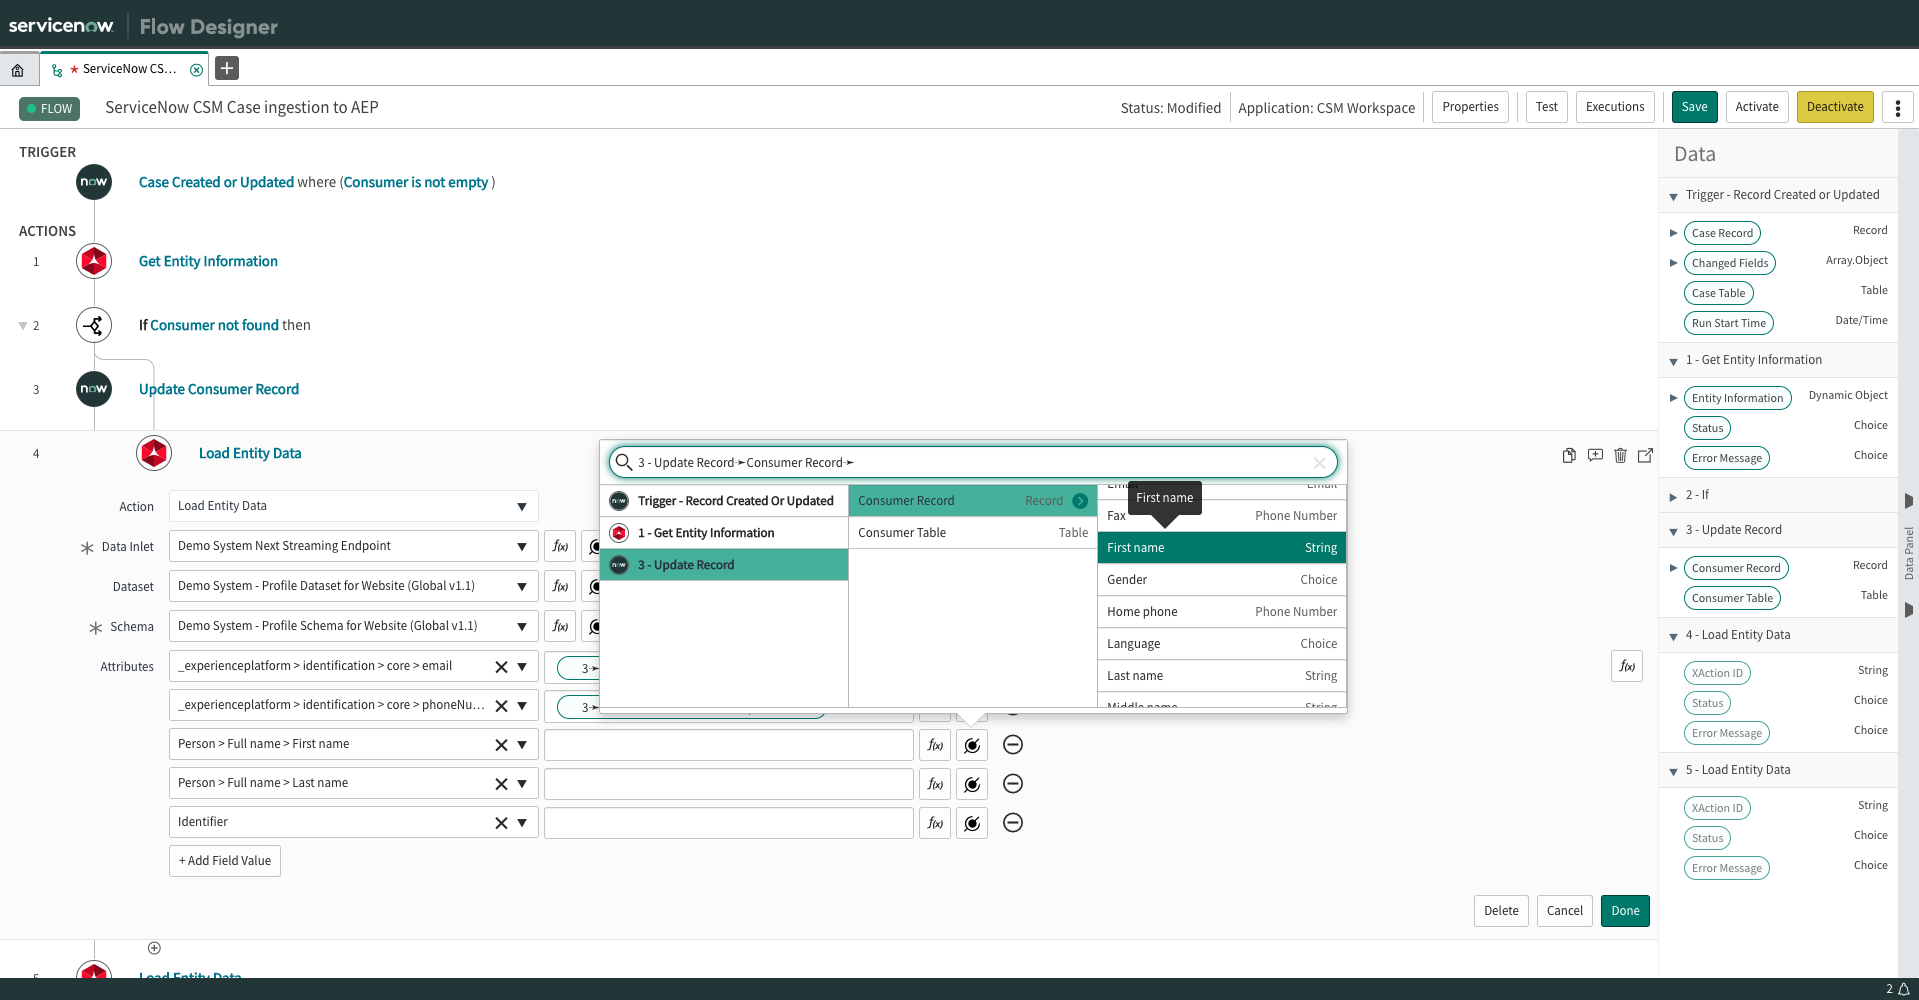 servicenow Flow Designer
ServiceNow CS...
FLOW ServiceNow CSM Case ingestion to AEP Status: Modified Application: CSM Workspace Properties Test Executions Save Activate Deactivate
TRIGGER
now Case Created or Updated where (Consumer is not empty )
ACTIONS
1 Get Entity Information
2 If Consumer not found then
3 now Update Consumer Record
4 Load Entity Data
Action Load Entity Data
Data Inlet Demo System Next Streaming Endpoint f(x)
Dataset Demo System - Profile Dataset for Website (Global v1.1) f(x)
Schema Demo System - Profile Schema for Website (Global v1.1) f(x)
Attributes _experienceplatform > identification > core > email 3 f(x)
_experienceplatform > identification > core > phoneNu... 3
Person > Full name > First name f(x)
Person > Full name > Last name f(x)
Identifier f(x)
+ Add Field Value
Delete Cancel Done
5 Load Entity Data
3 - Update Record➛Consumer Record➛
now Trigger - Record Created Or Updated
1 - Get Entity Information
now 3 - Update Record
Consumer Record Record
Consumer Table Table
Email Email
First name
Fax Phone Number
First name String
Gender Choice
Home phone Phone Number
Language Choice
Last name String
Middle name String
Data
Trigger - Record Created or Updated
Case Record Record
Changed Fields Array.Object
Case Table Table
Run Start Time Date/Time
1 - Get Entity Information
Entity Information Dynamic Object
Status Choice
Error Message Choice
2 - If
3 - Update Record
Consumer Record Record
Consumer Table Table
4 - Load Entity Data
XAction ID String
Status Choice
Error Message Choice
5 - Load Entity Data
XAction ID String
Status Choice
Error Message Choice
Data Panel
2